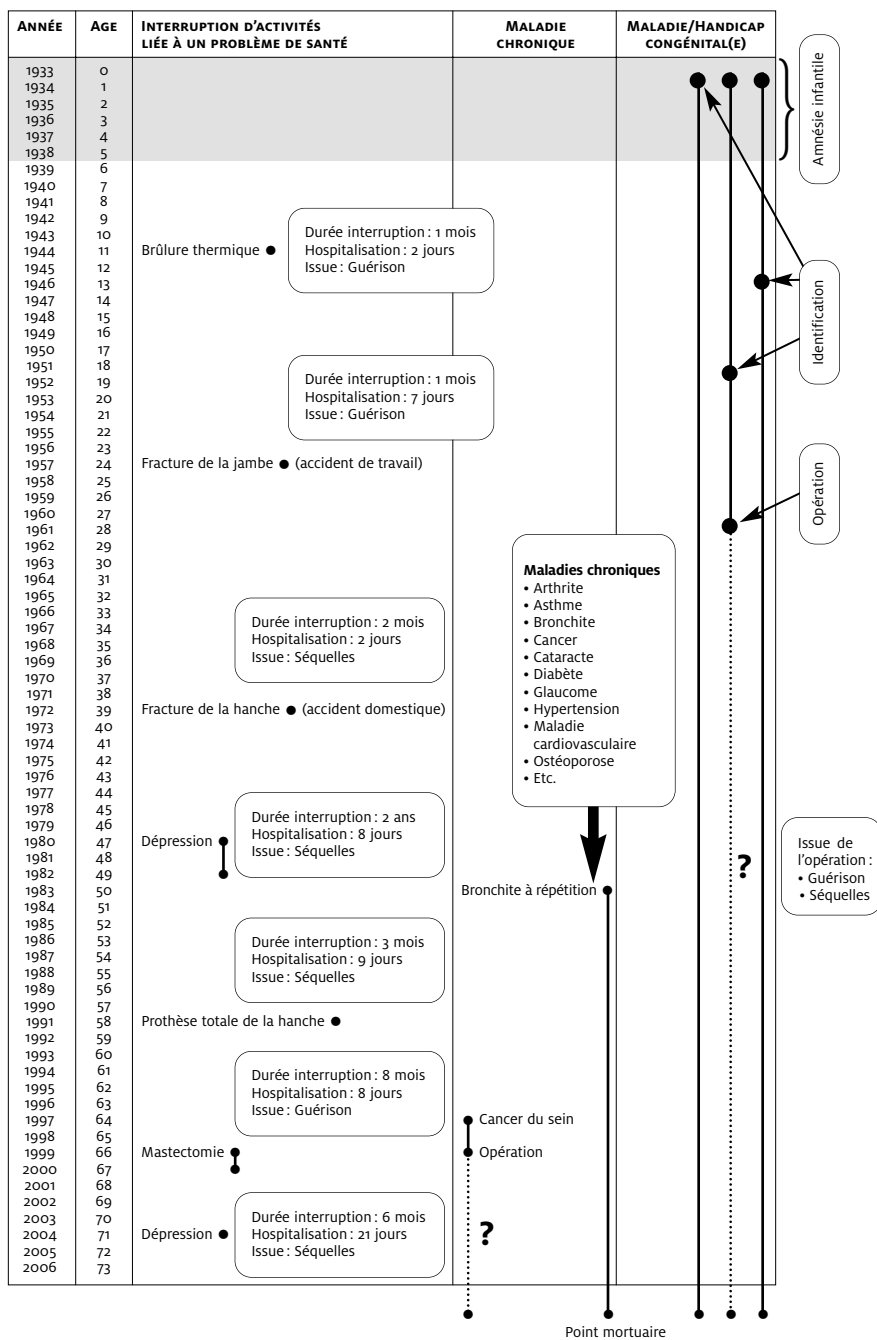 ANNÉE AGE INTERRUPTION D'ACTIVITÉS LIÉE À UN PROBLÈME DE SANTÉ MALADIE CHRONIQUE MALADIE/HANDICAP CONGÉNITAL(E)
1933 0
1934 1
1935 2
1936 3
1937 4
1938 5
Amnésie infantile
1939 6
1940 7
1941 8
1942 9
1943 10
1944 11 Brûlure thermique
Durée interruption : 1 mois
Hospitalisation : 2 jours
Issue : Guérison
1945 12
1946 13
1947 14
1948 15
1949 16
Identification
1950 17
1951 18
1952 19
1953 20
Durée interruption : 1 mois
Hospitalisation : 7 jours
Issue : Guérison
1954 21
1955 22
1956 23
1957 24 Fracture de la jambe ● (accident de travail)
1958 25
1959 26
1960 27
Opération
1961 28
1962 29
1963 30
1964 31
1965 32
1966 33
1967 34
1968 35
1969 36
Durée interruption : 2 mois
Hospitalisation : 2 jours
Issue : Séquelles
Maladies chroniques
• Arthrite
• Asthme
• Bronchite
• Cancer
• Cataracte
• Diabète
• Glaucome
• Hypertension
• Maladie
cardiovasculaire
• Ostéoporose
• Etc.
1970 37
1971 38
1972 39 Fracture de la hanche ● (accident domestique)
1973 40
1974 41
1975 42
1976 43
1977 44
1978 45
1979 46
1980 47 Dépression
Durée interruption : 2 ans
Hospitalisation : 8 jours
Issue : Séquelles
?
Issue de
l'opération :
• Guérison
• Séquelles
1981 48
1982 49
1983 50 Bronchite à répétition
1984 51
1985 52
1986 53
1987 54
1988 55
1989 56
Durée interruption : 3 mois
Hospitalisation : 9 jours
Issue : Séquelles
1990 57
1991 58 Prothèse totale de la hanche
1992 59
1993 60
1994 61
1995 62
1996 63
Durée interruption : 8 mois
Hospitalisation : 8 jours
Issue : Guérison
1997 64 Cancer du sein
1998 65
1999 66 Mastectomie Opération
2000 67
2001 68
2002 69
2003 70
2004 71 Dépression
Durée interruption : 6 mois
Hospitalisation : 21 jours
Issue : Séquelles
?
2005 72
2006 73
Point mortuaire